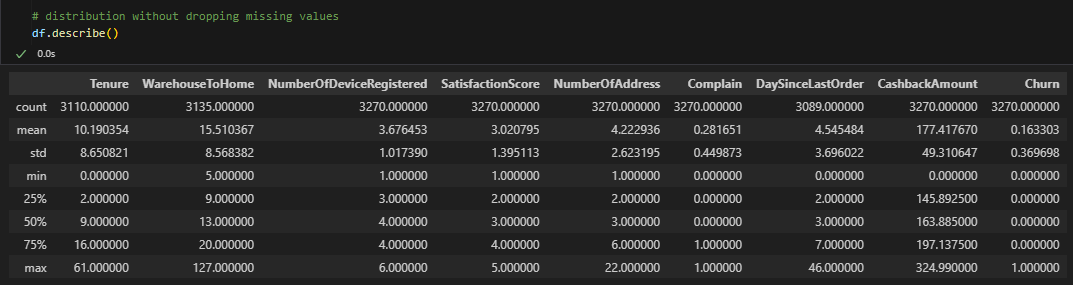 # distribution without dropping missing values
df.describe()
✓ 0.0s
Tenure WarehouseToHome NumberOfDeviceRegistered SatisfactionScore NumberOfAddress Complain DaySinceLastOrder CashbackAmount Churn
count 3110.000000 3135.000000 3270.000000 3270.000000 3270.000000 3270.000000 3089.000000 3270.000000 3270.000000
mean 10.190354 15.510367 3.676453 3.020795 4.222936 0.281651 4.545484 177.417670 0.163303
std 8.650821 8.568382 1.017390 1.395113 2.623195 0.449873 3.696022 49.310647 0.369698
min 0.000000 5.000000 1.000000 1.000000 1.000000 0.000000 0.000000 0.000000 0.000000
25% 2.000000 9.000000 3.000000 2.000000 2.000000 0.000000 2.000000 145.892500 0.000000
50% 9.000000 13.000000 4.000000 3.000000 3.000000 0.000000 3.000000 163.885000 0.000000
75% 16.000000 20.000000 4.000000 4.000000 6.000000 1.000000 7.000000 197.137500 0.000000
max 61.000000 127.000000 6.000000 5.000000 22.000000 1.000000 46.000000 324.990000 1.000000